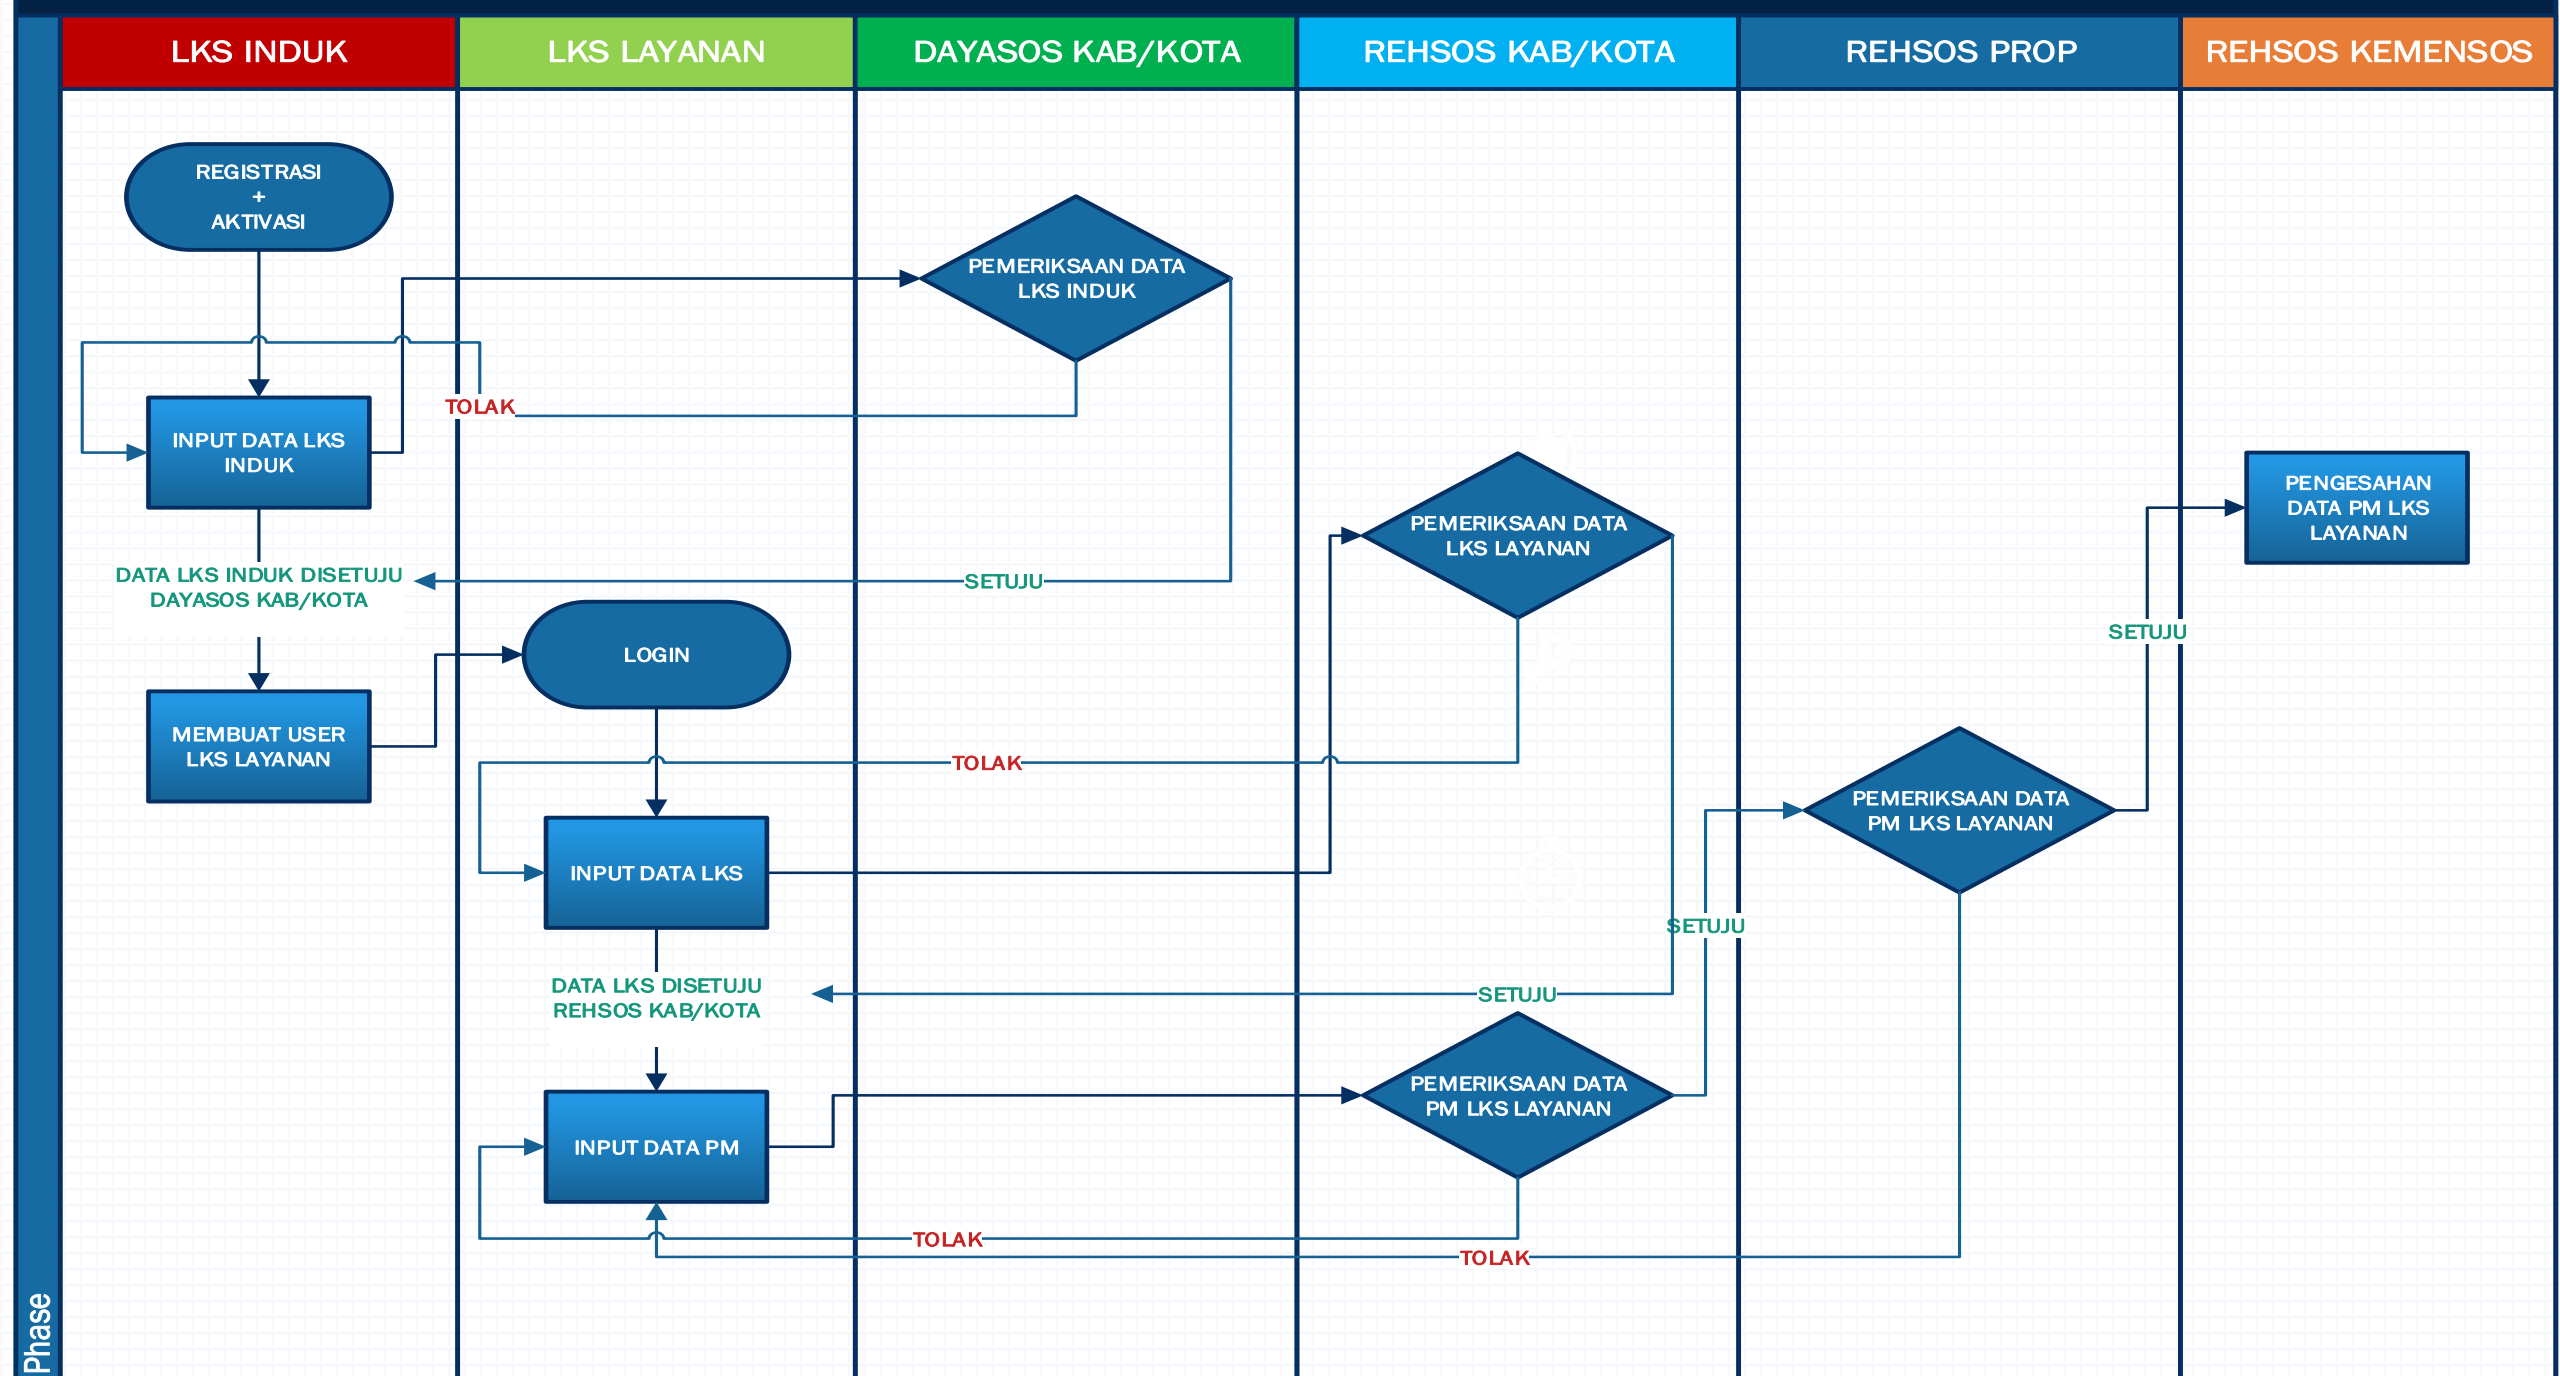 LKS INDUK
LKS LAYANAN
DAYASOS KAB/KOTA
REHSOS KAB/KOTA
REHSOS PROP
REHSOS KEMENSOS
REGISTRASI
+
AKTIVASI
PEMERIKSAAN DATA
LKS INDUK
TOLAK
INPUT DATA LKS
INDUK
PEMERIKSAAN DATA
LKS LAYANAN
PENGESAHAN
DATA PM LKS
LAYANAN
DATA LKS INDUK DISETUJU
DAYASOS KAB/KOTA
SETUJU
SETUJU
LOGIN
MEMBUAT USER
LKS LAYANAN
TOLAK
PEMERIKSAAN DATA
PM LKS LAYANAN
INPUT DATA LKS
SETUJU
DATA LKS DISETUJU
REHSOS KAB/KOTA
SETUJU
PEMERIKSAAN DATA
PM LKS LAYANAN
INPUT DATA PM
TOLAK
TOLAK
Phase